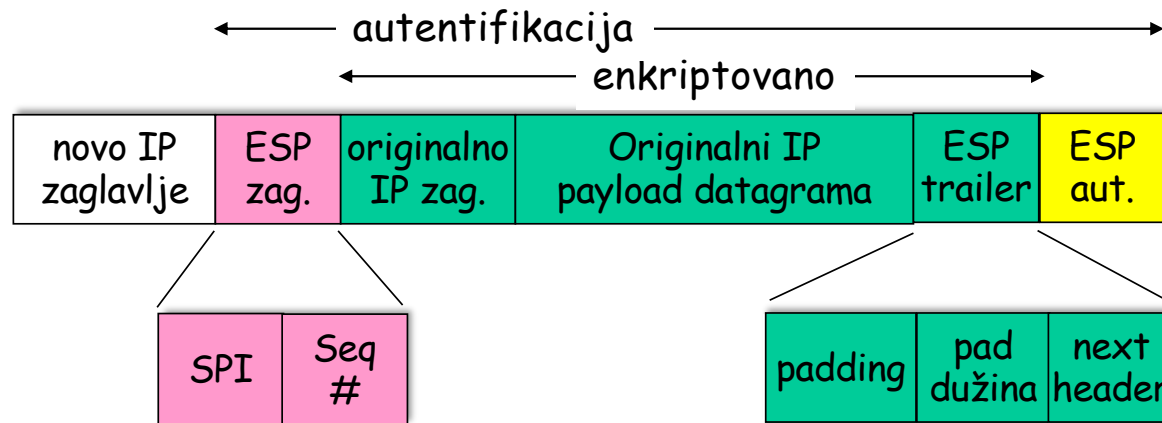 autentifikacija
enkriptovano
novo IP
zaglavlje
ESP
zag.
originalno
IP zag.
Originalni IP
payload datagrama
ESP
trailer
ESP
aut.
SPI
Seq
#
padding
pad
dužina
next
header